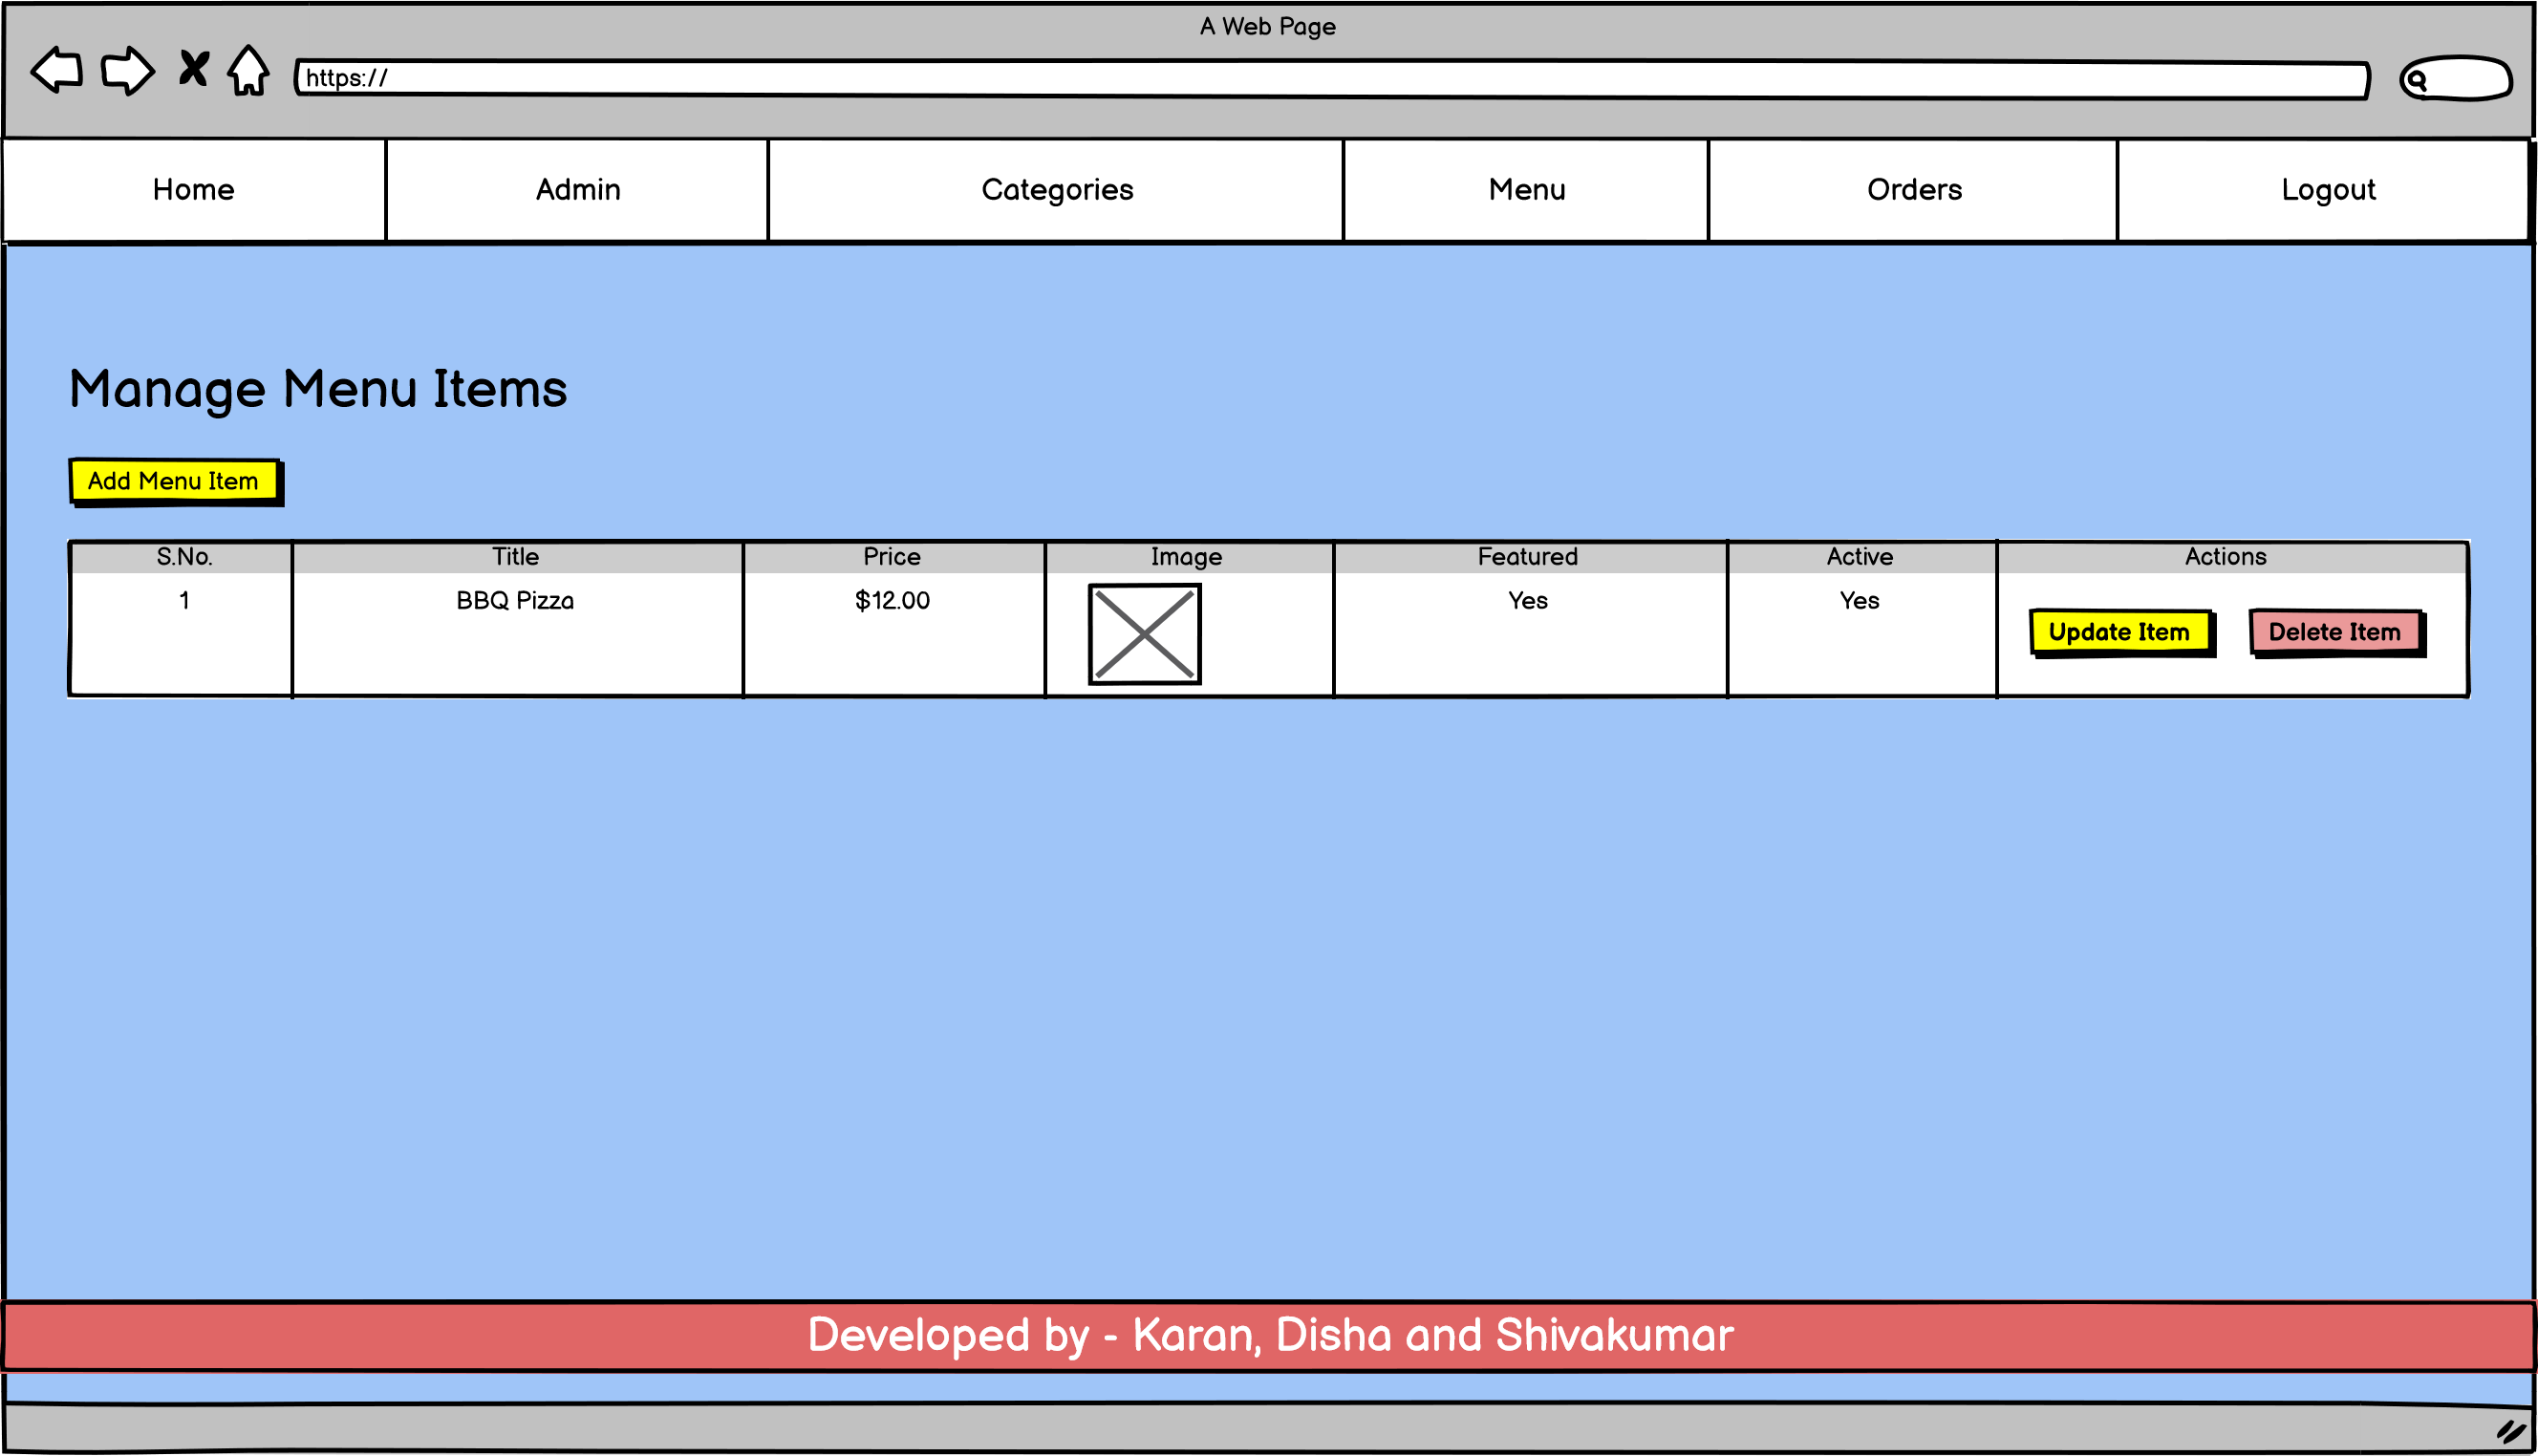 A Web Page
https://
Home Admin Categories Menu Orders Logout
Manage Menu Items
Add Menu Item
S.No. Title Price Image Featured Active Actions
1 BBQ Pizza $12.00 Yes Yes
Update Item Delete Item
Developed by - Karan, Disha and Shivakumar